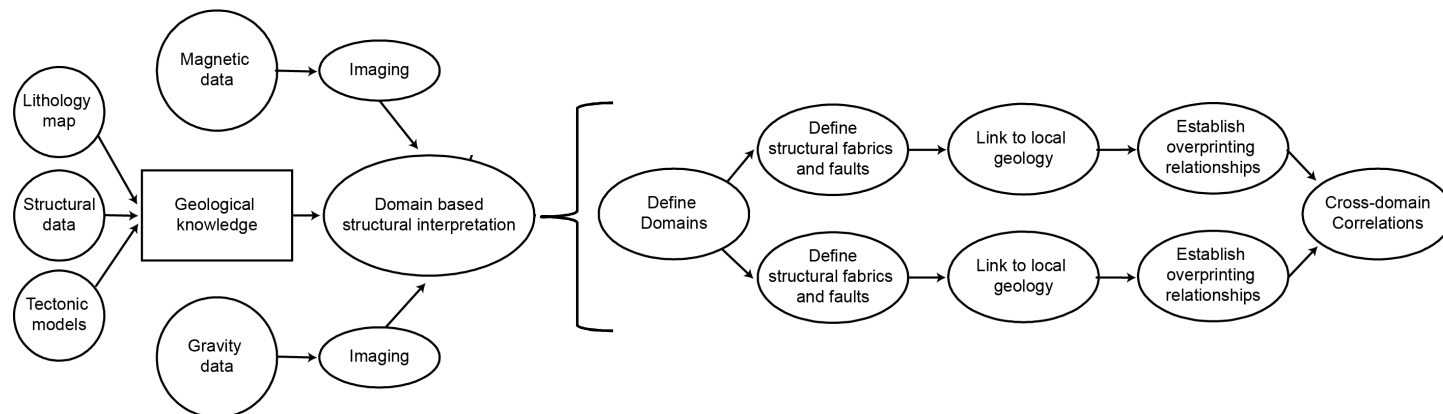 Magnetic
data
Imaging
Lithology
map
Structural
data
Tectonic
models
Geological
knowledge
Domain based
structural interpretation
Gravity
data
Imaging
Define
Domains
Define
structural fabrics
and faults
Link to local
geology
Establish
overprinting
relationships
Define
structural fabrics
and faults
Link to local
geology
Establish
overprinting
relationships
Cross-domain
Correlations